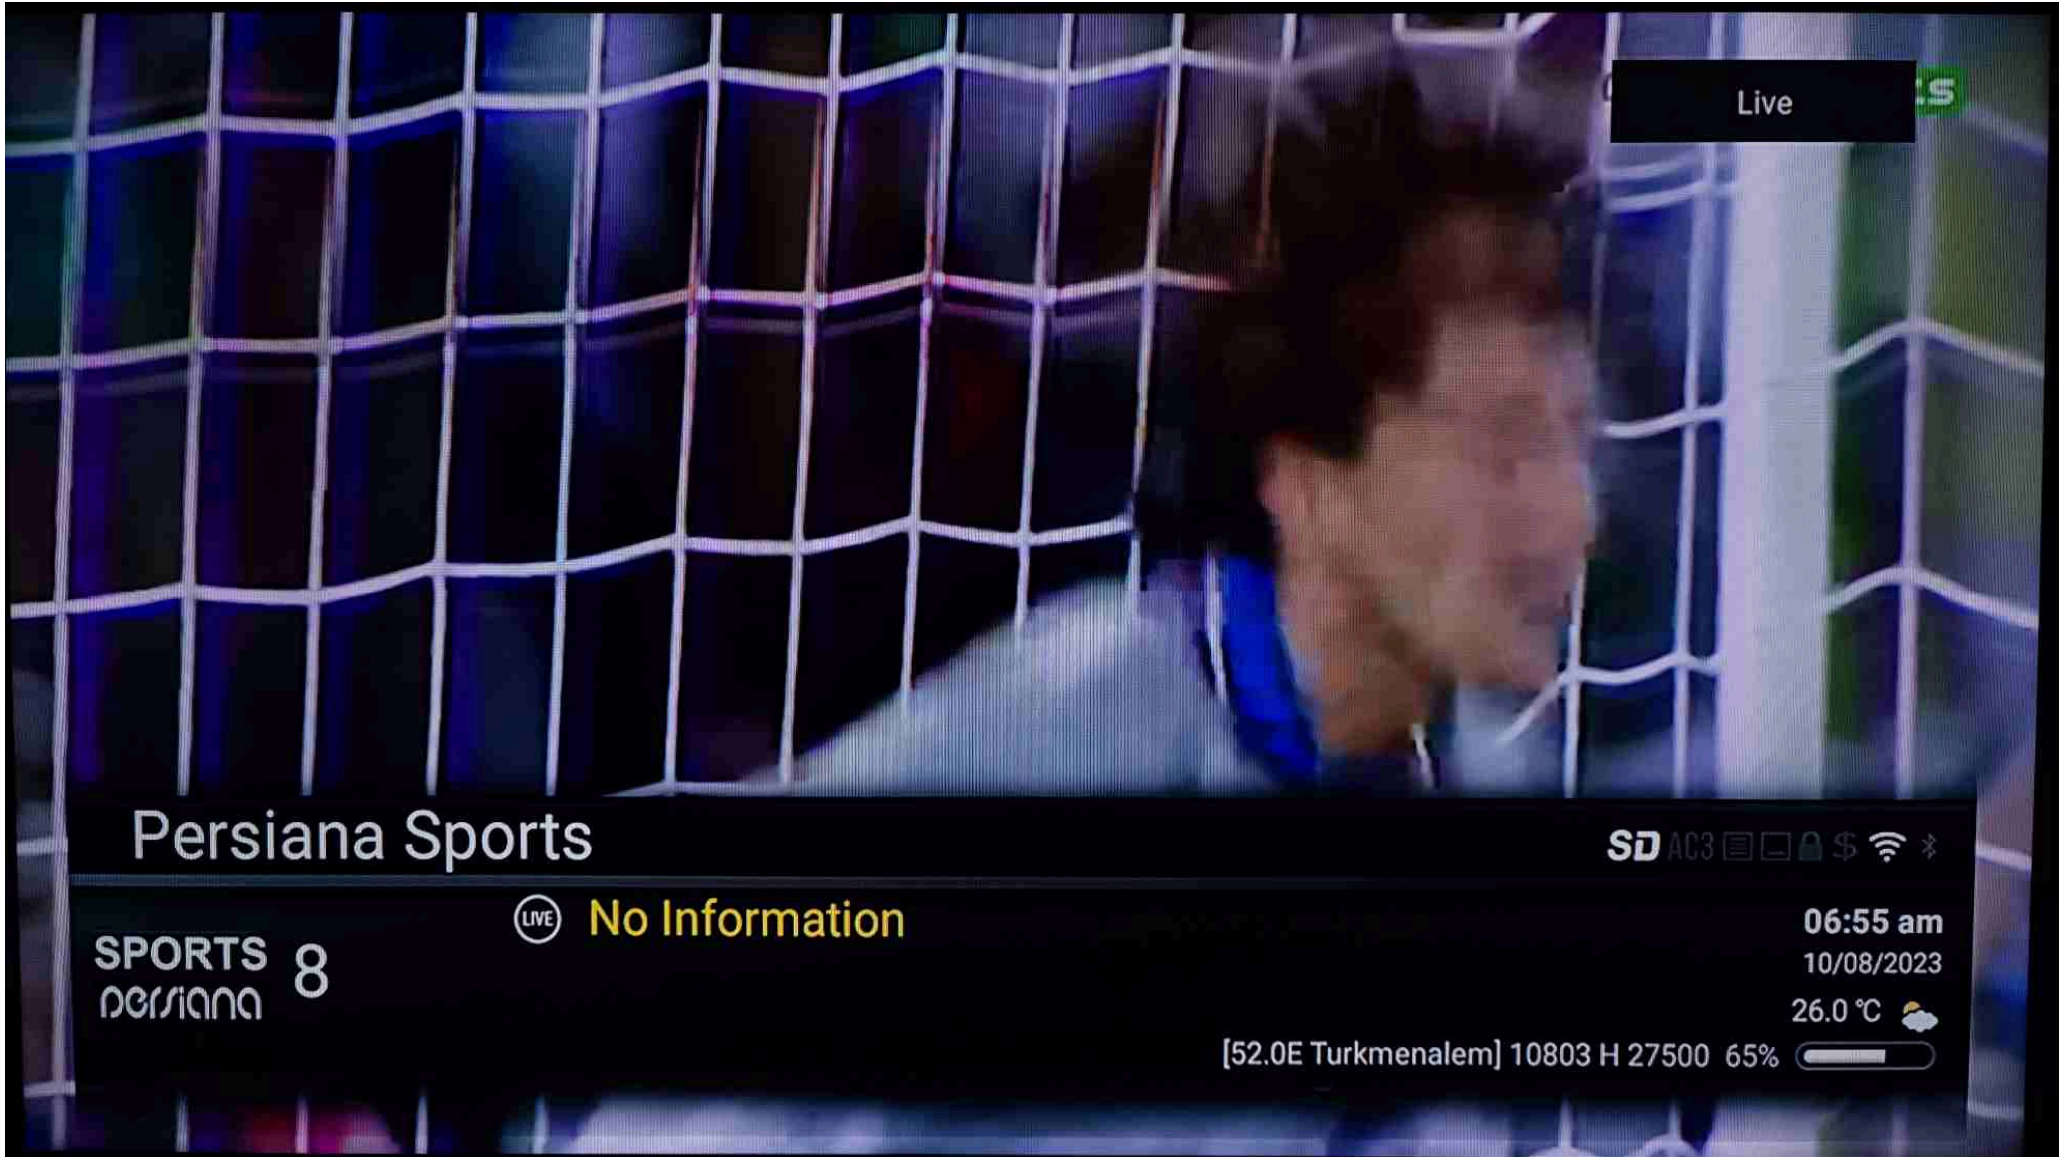 Live
Persiana Sports
SD AC3 $
LIVE No Information
SPORTS
persiana
8
06:55 am
10/08/2023
26.0 °C
[52.0E Turkmenalem] 10803 H 27500 65%